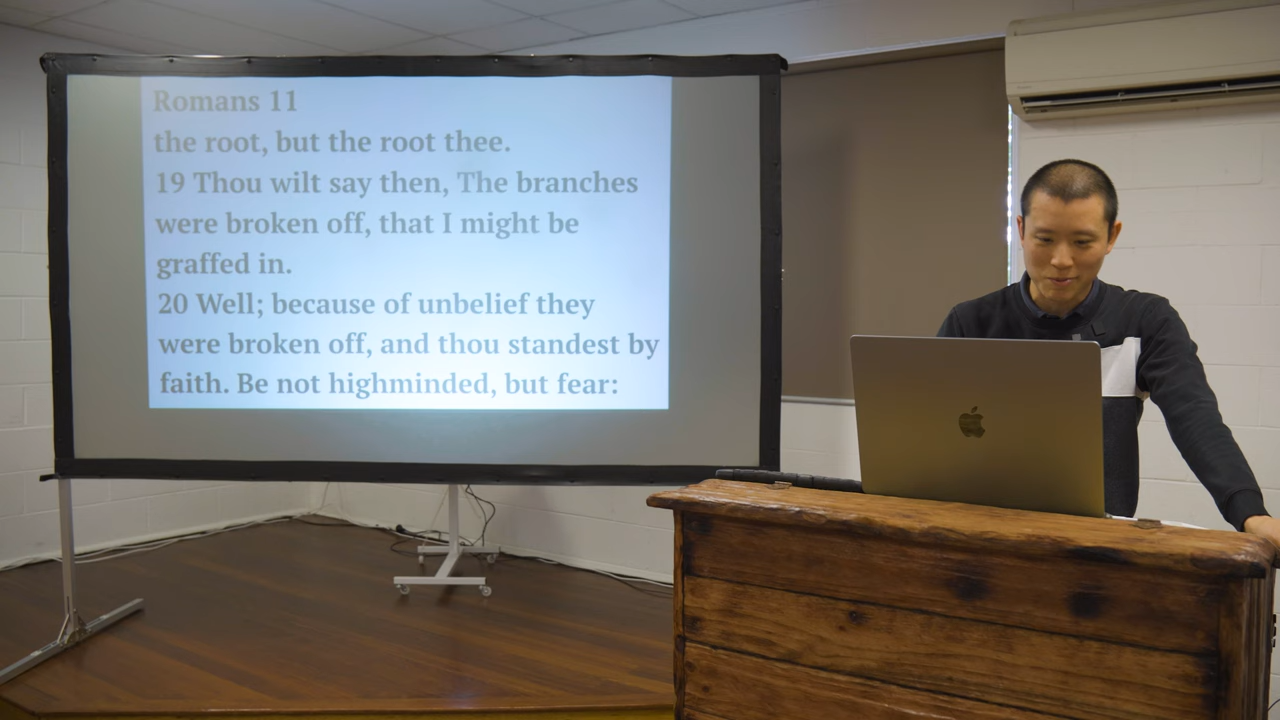 Romans 11
the root, but the root thee.
19 Thou wilt say then, The branches
were broken off, that I might be
graffed in.
20 Well; because of unbelief they
were broken off, and thou standest by
faith. Be not highminded, but fear: